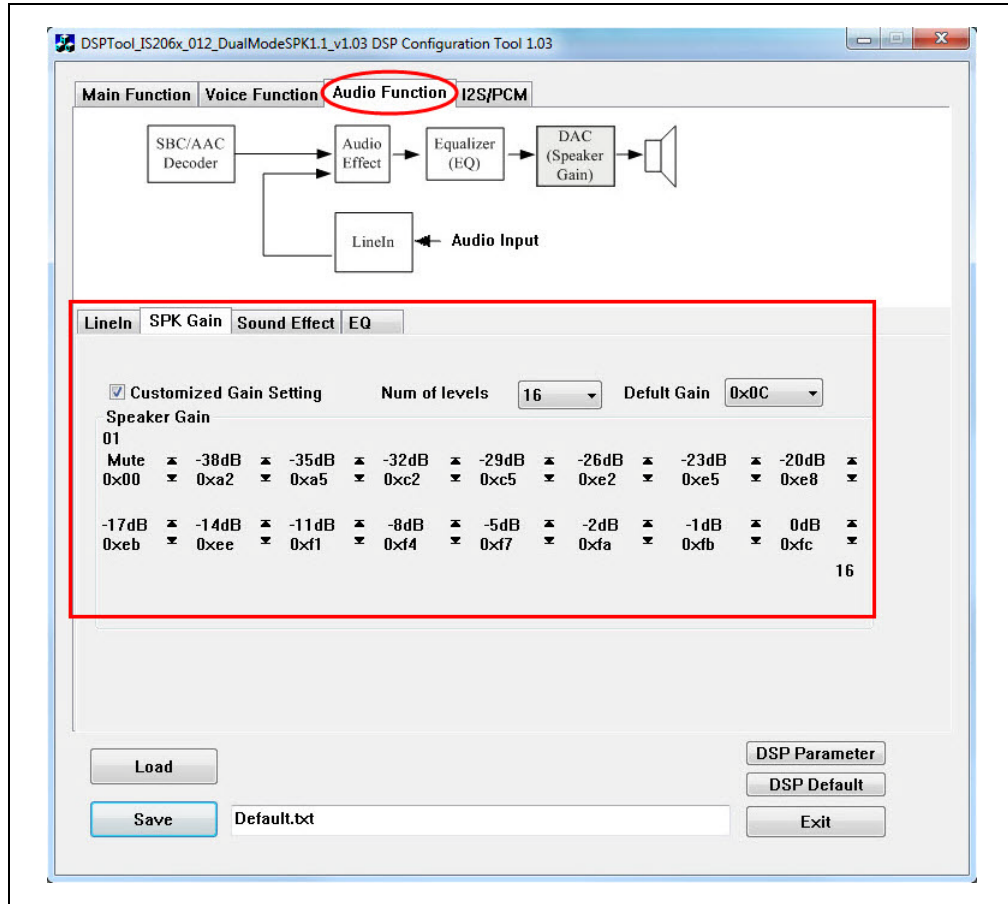 DSPTool_IS206x_012_DualModeSPK1.1_v1.03 DSP Configuration Tool 1.03
Main Function Voice Function Audio Function I2S/PCM
SBC/AAC
Decoder
Audio
Effect
Equalizer
(EQ)
DAC
(Speaker
Gain)
LineIn
Audio Input
LineIn SPK Gain Sound Effect EQ
Customized Gain Setting Num of levels 16 Defult Gain 0x0C
Speaker Gain
01
Mute -38dB -35dB -32dB -29dB -26dB -23dB -20dB
0x00 0xa2 0xa5 0xc2 0xc5 0xe2 0xe5 0xe8
-17dB -14dB -11dB -8dB -5dB -2dB -1dB 0dB
0xeb 0xee 0xf1 0xf4 0xf7 0xfa 0xfb 0xfc
16
Load
DSP Parameter
DSP Default
Save Default.txt Exit